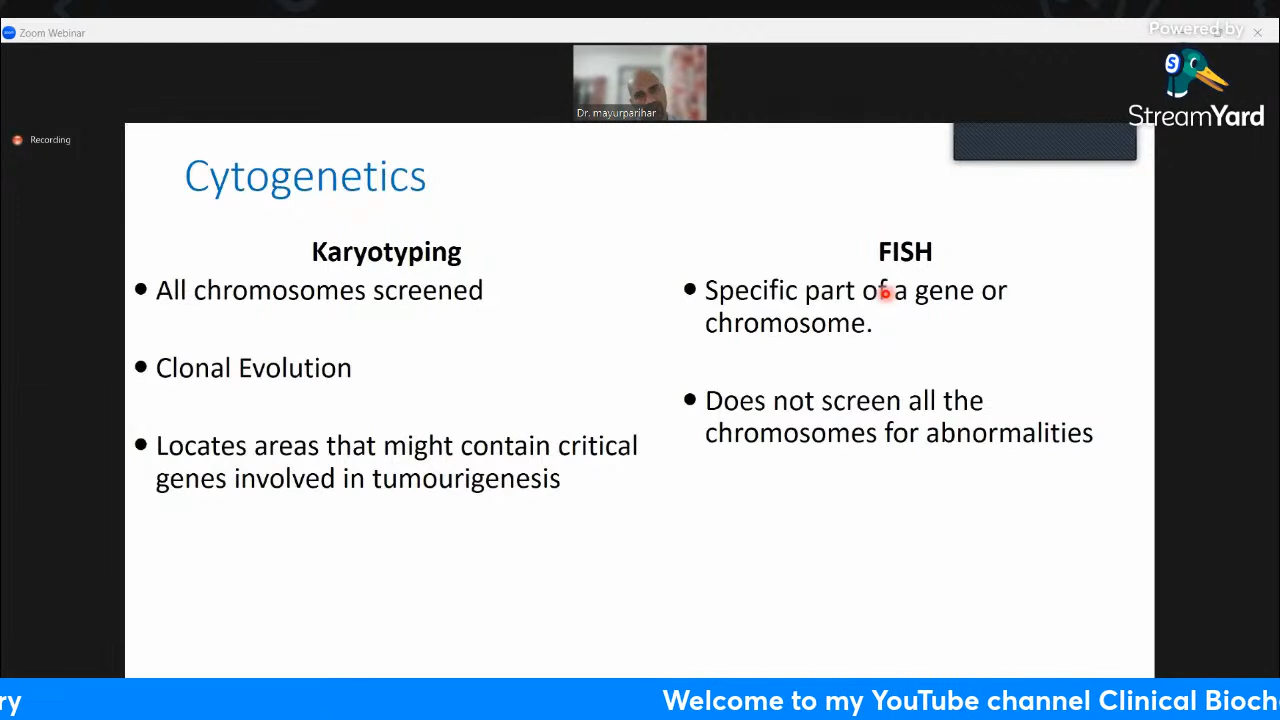 Zoom Webinar
Powered by
S
StreamYard
Dr. mayurparihar
Recording
Cytogenetics
Karyotyping
• All chromosomes screened
• Clonal Evolution
• Locates areas that might contain critical
genes involved in tumourigenesis
FISH
• Specific part of a gene or
chromosome.
• Does not screen all the
chromosomes for abnormalities
ry
Welcome to my YouTube channel Clinical Bioch